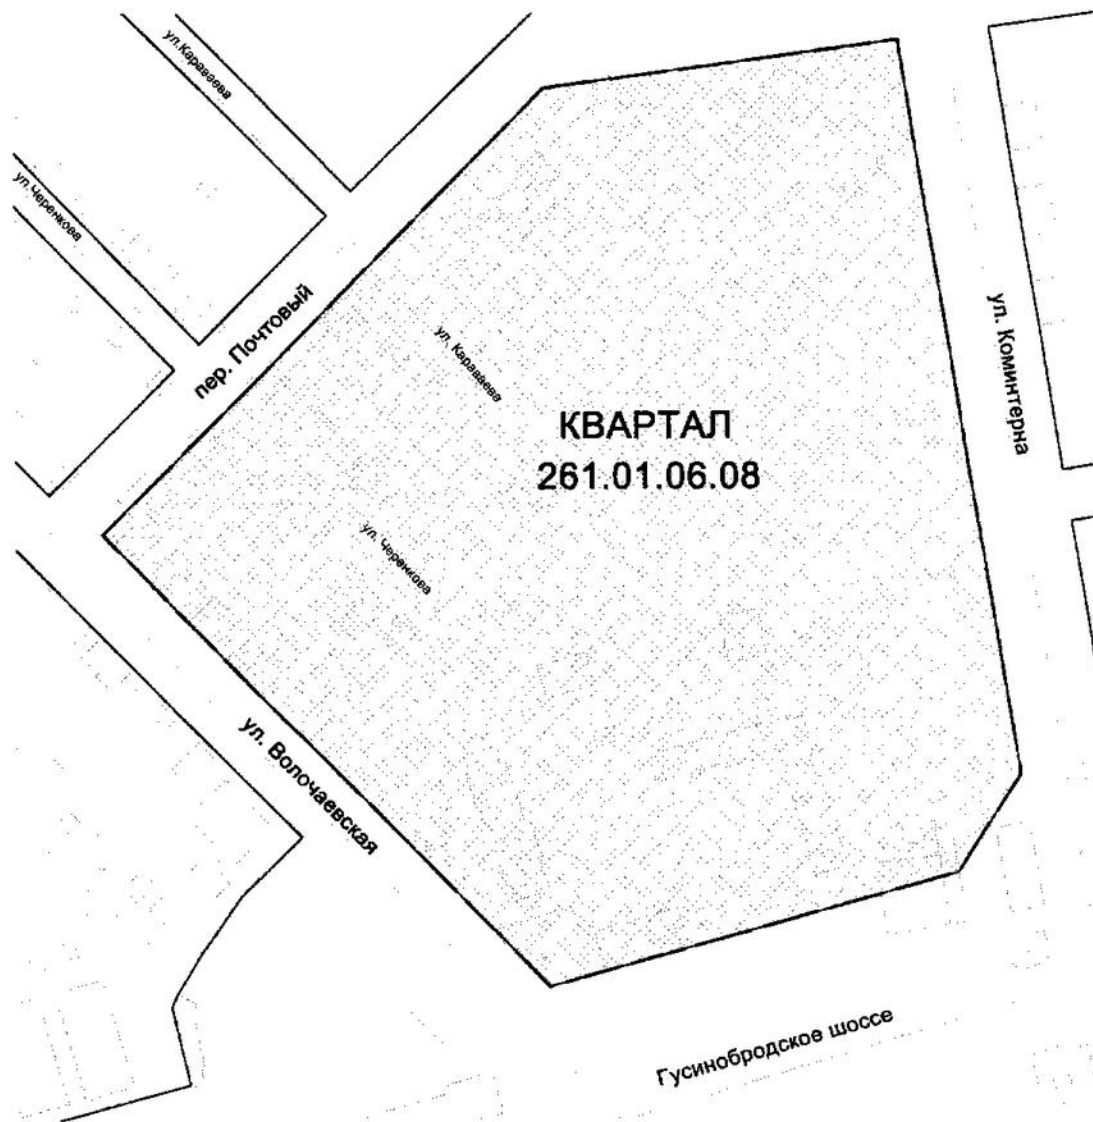 ул.Караваева
ул.Черенкова
пер. Почтовый
ул. Коминтерна
ул. Караваева
КВАРТАЛ
261.01.06.08
ул. Черенкова
ул. Волочаевская
Гусинобродское шоссе